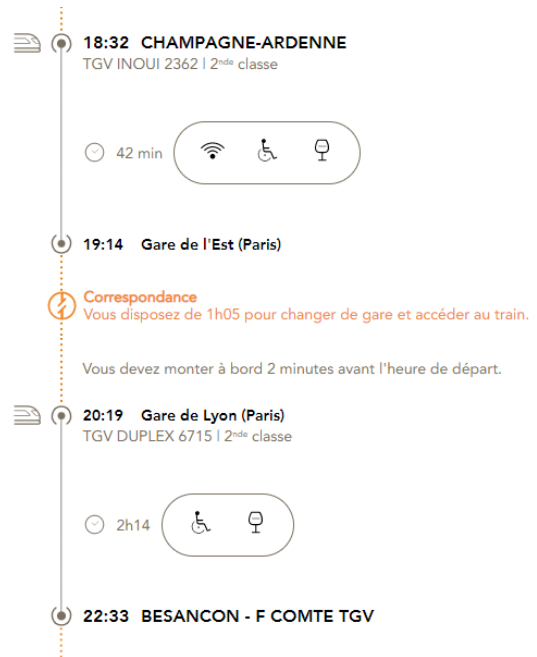 18:32 CHAMPAGNE-ARDENNE
TGV INOUI 2362 | 2nde classe
42 min
19:14 Gare de l'Est (Paris)
Correspondance
Vous disposez de 1h05 pour changer de gare et accéder au train.
Vous devez monter à bord 2 minutes avant l'heure de départ.
20:19 Gare de Lyon (Paris)
TGV DUPLEX 6715 | 2nde classe
2h14
22:33 BESANCON - F COMTE TGV